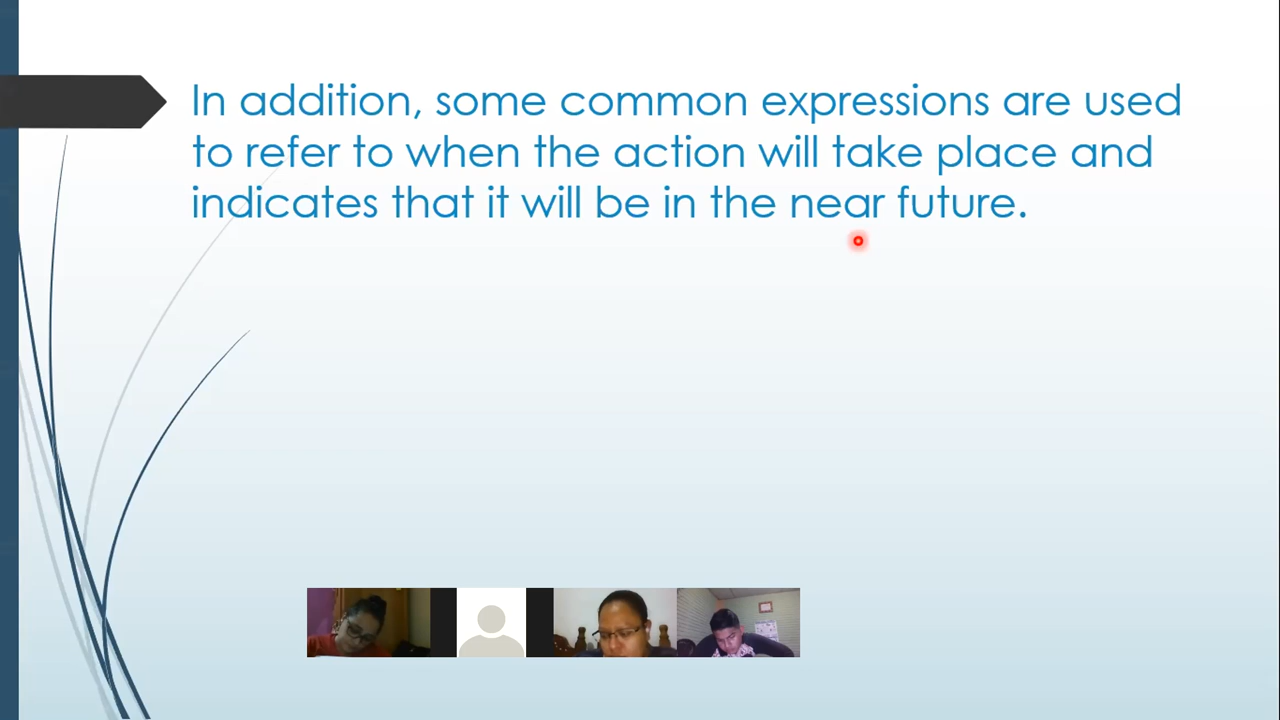 In addition, some common expressions are used
to refer to when the action will take place and
indicates that it will be in the near future.